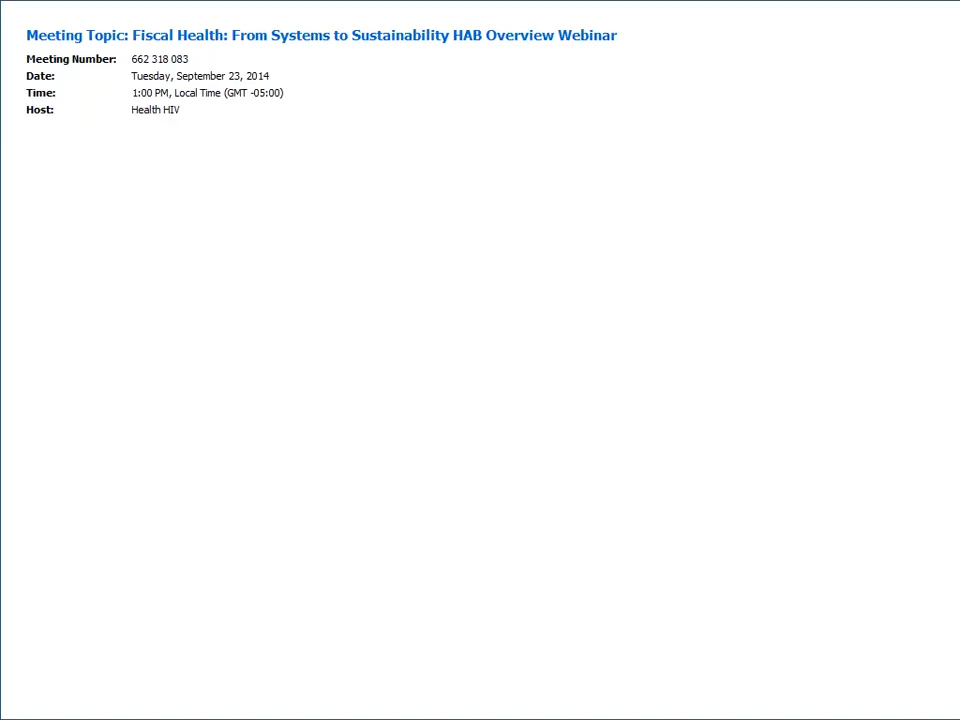 Meeting Topic: Fiscal Health: From Systems to Sustainability HAB Overview Webinar
Meeting Number: 662 318 083
Date: Tuesday, September 23, 2014
Time: 1:00 PM, Local Time (GMT -05:00)
Host: Health HIV